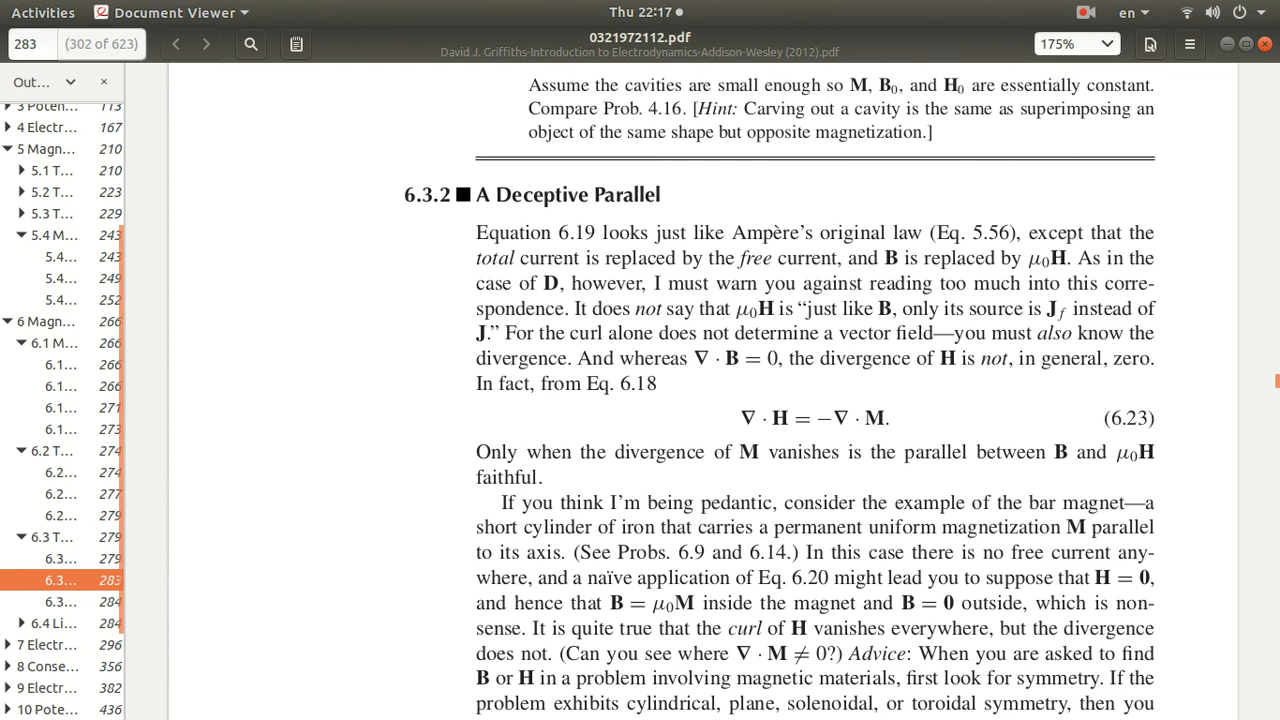 Activities Document Viewer Thu 22:17 en
283 (302 of 623) 0321972112.pdf 175%
David J. Griffiths-Introduction to Electrodynamics-Addison-Wesley (2012).pdf
Out... ×
3 Poten... 113
4 Electr... 167
5 Magn... 210
5.1 T... 210
5.2 T... 223
5.3 T... 229
5.4 M... 243
5.4... 243
5.4... 249
5.4... 252
6 Magn... 266
6.1 M... 266
6.1... 266
6.1... 266
6.1... 271
6.1... 273
6.2 T... 274
6.2... 274
6.2... 277
6.2... 279
6.3 T... 279
6.3... 279
6.3... 283
6.3... 284
6.4 Li... 284
7 Electr... 296
8 Conse... 356
9 Electr... 382
10 Pote... 436
Assume the cavities are small enough so M, B₀, and H₀ are essentially constant.
Compare Prob. 4.16. [Hint: Carving out a cavity is the same as superimposing an
object of the same shape but opposite magnetization.]
6.3.2 ■ A Deceptive Parallel
Equation 6.19 looks just like Ampère's original law (Eq. 5.56), except that the
total current is replaced by the free current, and B is replaced by μ₀H. As in the
case of D, however, I must warn you against reading too much into this corre-
spondence. It does not say that μ₀H is “just like B, only its source is J_f instead of
J.” For the curl alone does not determine a vector field—you must also know the
divergence. And whereas ∇ · B = 0, the divergence of H is not, in general, zero.
In fact, from Eq. 6.18
∇ · H = −∇ · M. (6.23)
Only when the divergence of M vanishes is the parallel between B and μ₀H
faithful.
If you think I'm being pedantic, consider the example of the bar magnet—a
short cylinder of iron that carries a permanent uniform magnetization M parallel
to its axis. (See Probs. 6.9 and 6.14.) In this case there is no free current any-
where, and a naïve application of Eq. 6.20 might lead you to suppose that H = 0,
and hence that B = μ₀M inside the magnet and B = 0 outside, which is non-
sense. It is quite true that the curl of H vanishes everywhere, but the divergence
does not. (Can you see where ∇ · M ≠ 0?) Advice: When you are asked to find
B or H in a problem involving magnetic materials, first look for symmetry. If the
problem exhibits cylindrical, plane, solenoidal, or toroidal symmetry, then you